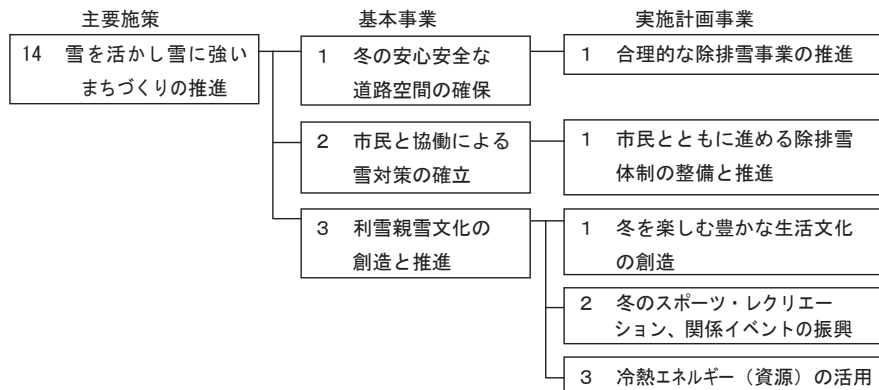 主要施策
基本事業
実施計画事業
14 雪を活かし雪に強い
まちづくりの推進
1 冬の安心安全な
道路空間の確保
1 合理的な除排雪事業の推進
2 市民と協働による
雪対策の確立
1 市民とともに進める除排雪
体制の整備と推進
3 利雪親雪文化の
創造と推進
1 冬を楽しむ豊かな生活文化
の創造
2 冬のスポーツ・レクリエー
ション、関係イベントの振興
3 冷熱エネルギー（資源）の活用